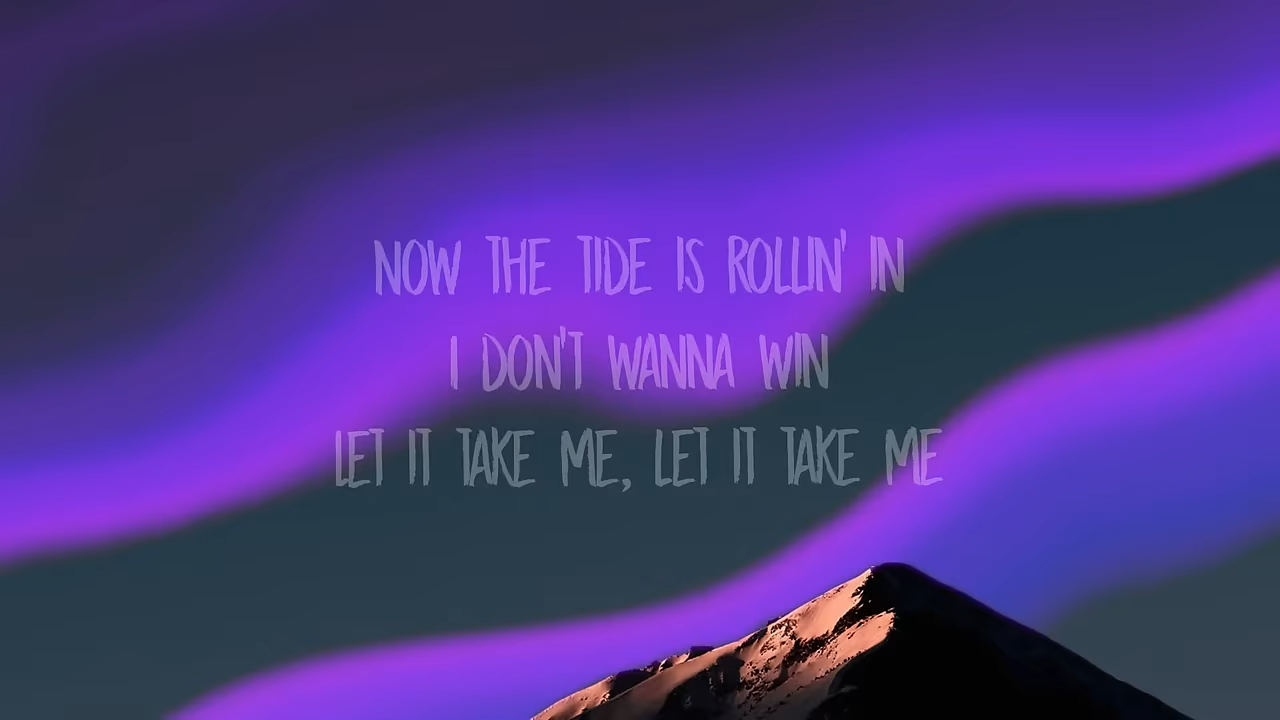 NOW THE TIDE IS ROLLIN' IN
I DON'T WANNA WIN
LET IT TAKE ME, LET IT TAKE ME